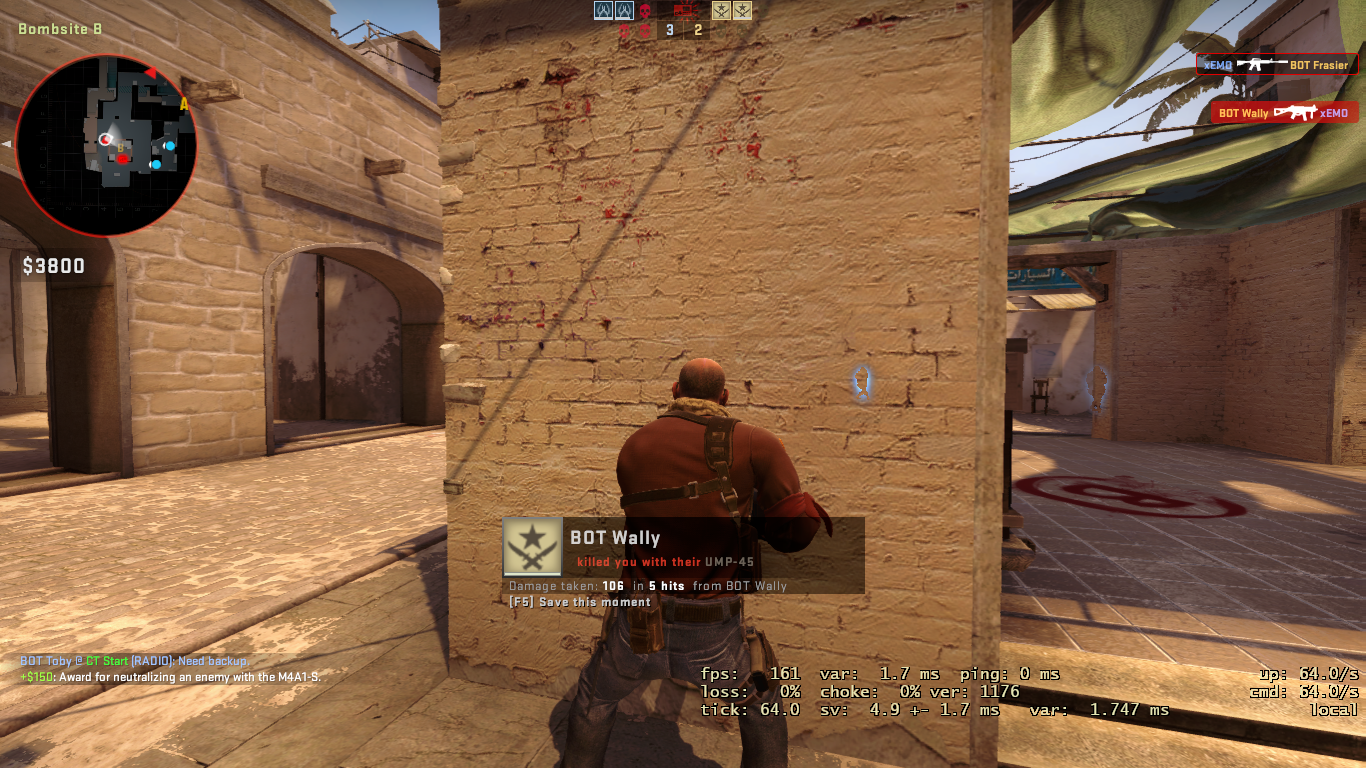 Bombsite B
3 2
xEMO BOT Frasier
A
BOT Wally xEMO
B
$3800
B
BOT Wally
killed you with their UMP-45
Damage taken: 106 in 5 hits from BOT Wally
[F5] Save this moment
BOT Toby @ CT Start (RADIO): Need backup.
+$150: Award for neutralizing an enemy with the M4A1-S.
fps: 161 var: 1.7 ms ping: 0 ms up: 64.0/s
loss: 0% choke: 0% ver: 1176 cmd: 64.0/s
tick: 64.0 sv: 4.9 +- 1.7 ms var: 1.747 ms local